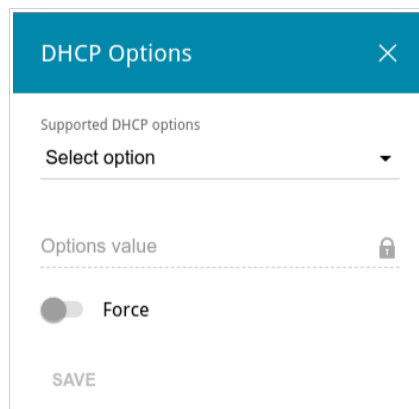 DHCP Options
Supported DHCP options
Select option
Options value
Force
SAVE